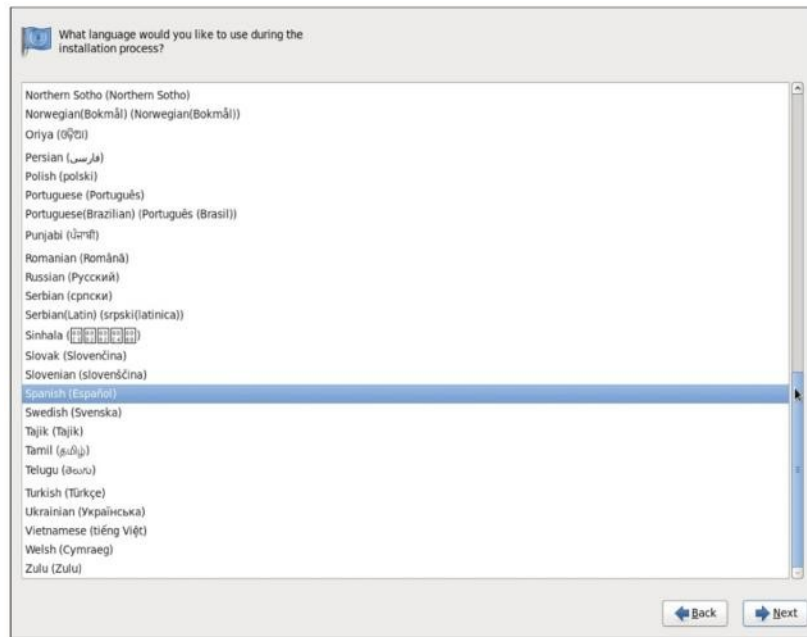 What language would you like to use during the
installation process?
Northern Sotho (Northern Sotho)
Norwegian(Bokmål) (Norwegian(Bokmål))
Oriya (ଓଡ଼ିଆ)
Persian (فارسی)
Polish (polski)
Portuguese (Português)
Portuguese(Brazilian) (Português (Brasil))
Punjabi (ਪੰਜਾਬੀ)
Romanian (Română)
Russian (Русский)
Serbian (српски)
Serbian(Latin) (srpski(latinica))
Sinhala ()
Slovak (Slovenčina)
Slovenian (slovenščina)
Spanish (Español)
Swedish (Svenska)
Tajik (Tajik)
Tamil (தமிழ்)
Telugu (తెలుగు)
Turkish (Türkçe)
Ukrainian (Українська)
Vietnamese (tiếng Việt)
Welsh (Cymraeg)
Zulu (Zulu)
Back
Next